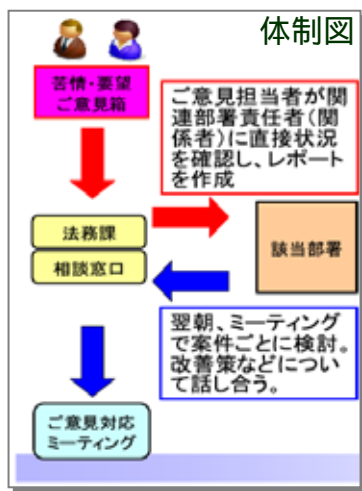 体制図
苦情・要望
ご意見箱
ご意見担当者が関
連部署責任者(関
係者)に直接状況
を確認し、レポート
を作成
法務課
相談窓口
該当部署
翌朝、ミーティング
で案件ごとに検討。
改善策などについ
て話し合う。
ご意見対応
ミーティング